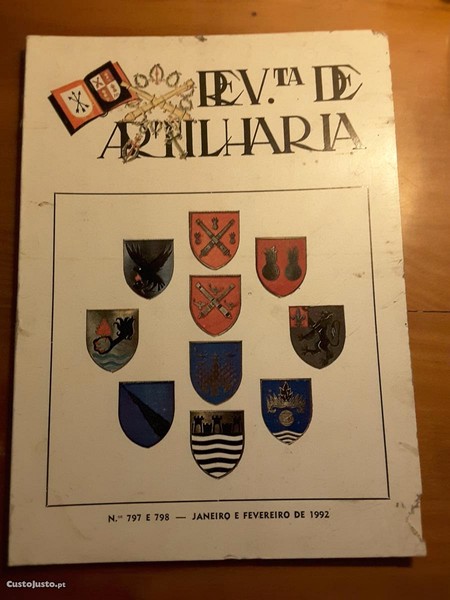 REV.TA DE
ARTILHARIA
N.os 797 E 798 — JANEIRO E FEVEREIRO DE 1992
CustoJusto.pt